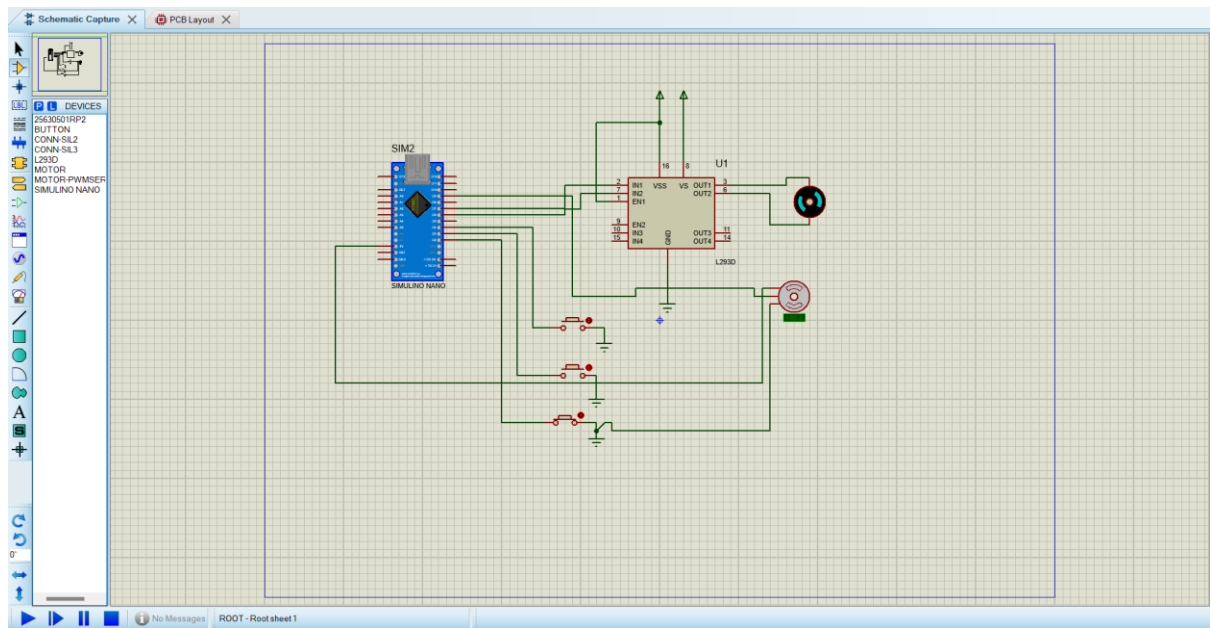 Schematic Capture
PCB Layout
LBL
P L DEVICES
25630501RP2
BUTTON
CONN-SIL2
CONN-SIL3
L293D
MOTOR
MOTOR-PWMSER
SIMULINO NANO
A
S
0°
SIM2
SIMULINO NANO
U1
16 8
2 IN1 VSS VS OUT1 3
7 IN2 OUT2 6
1 EN1
9 EN2
10 IN3 OUT3 11
15 IN4 GND OUT4 14
L293D
No Messages
ROOT - Root sheet 1